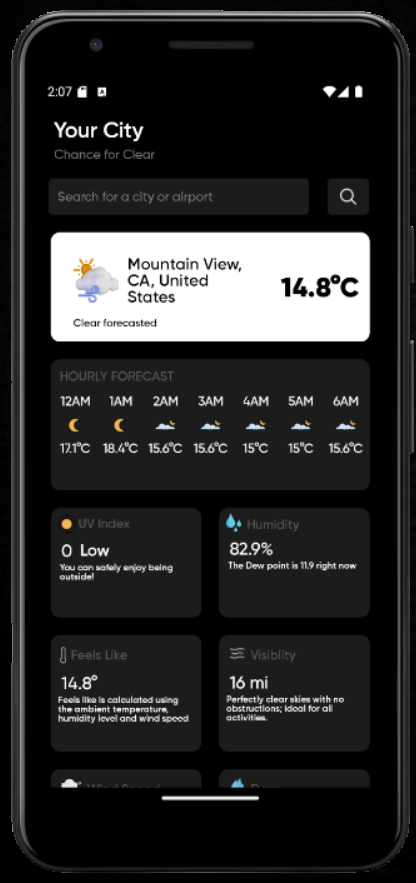 2:07
Your City
Chance for Clear
Search for a city or airport
Mountain View,
CA, United
States
14.8°C
Clear forecasted
HOURLY FORECAST
12AM 1AM 2AM 3AM 4AM 5AM 6AM
17.1°C 18.4°C 15.6°C 15.6°C 15°C 15°C 15.6°C
UV Index
0 Low
You can safely enjoy being
outside!
Humidity
82.9%
The Dew point is 11.9 right now
Feels Like
14.8°
Feels like is calculated using
the ambient temperature,
humidity level and wind speed
Visiblity
16 mi
Perfectly clear skies with no
obstructions; ideal for all
activities.